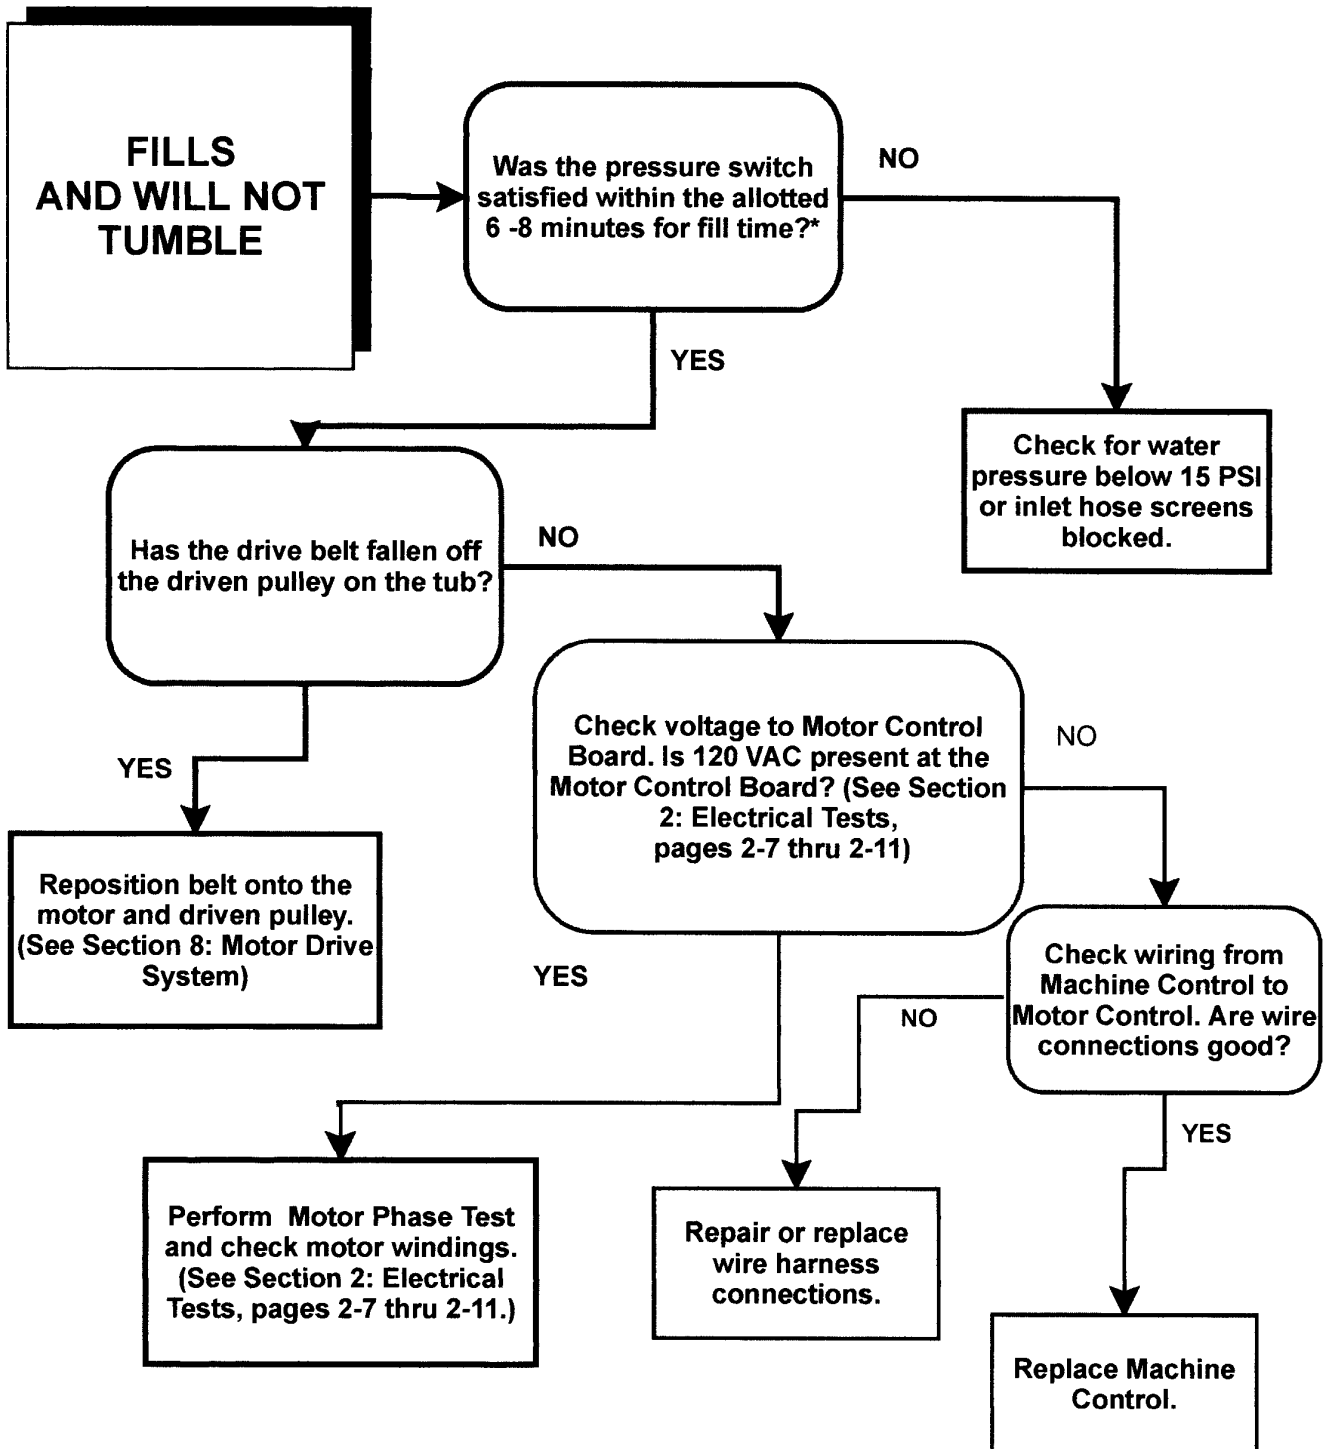 FILLS
AND WILL NOT
TUMBLE
Was the pressure switch
satisfied within the allotted
6 -8 minutes for fill time?*
NO
YES
Check for water
pressure below 15 PSI
or inlet hose screens
blocked.
Has the drive belt fallen off
the driven pulley on the tub?
NO
YES
Check voltage to Motor Control
Board. Is 120 VAC present at the
Motor Control Board? (See Section
2: Electrical Tests,
pages 2-7 thru 2-11)
NO
YES
Reposition belt onto the
motor and driven pulley.
(See Section 8: Motor Drive
System)
Check wiring from
Machine Control to
Motor Control. Are wire
connections good?
NO
YES
Perform  Motor Phase Test
and check motor windings.
(See Section 2: Electrical
Tests, pages 2-7 thru 2-11.)
Repair or replace
wire harness
connections.
Replace Machine
Control.